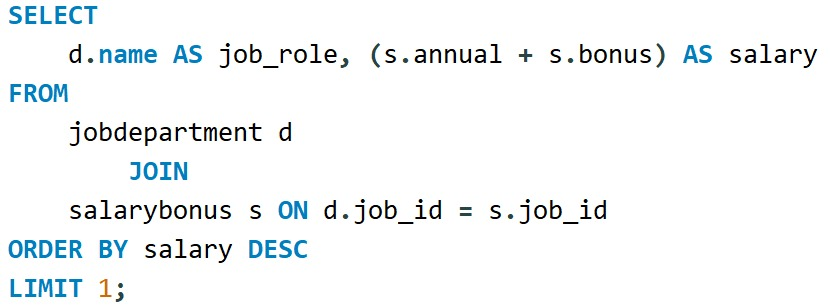 SELECT
    d.name AS job_role, (s.annual + s.bonus) AS salary
FROM
    jobdepartment d
        JOIN
    salarybonus s ON d.job_id = s.job_id
ORDER BY salary DESC
LIMIT 1;